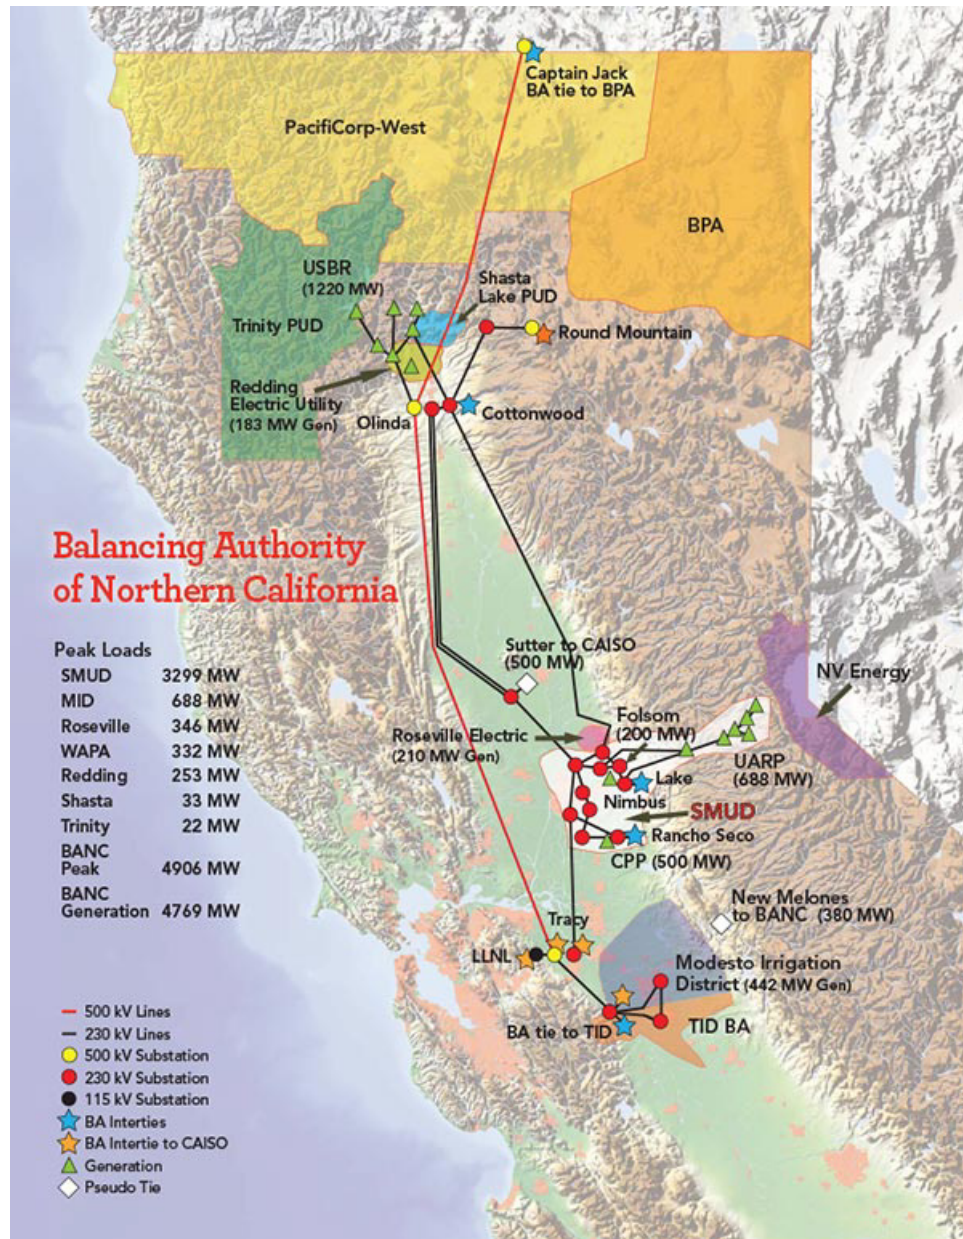 Captain Jack
BA tie to BPA
PacifiCorp-West
BPA
USBR
(1220 MW)
Shasta
Lake PUD
Trinity PUD
Round Mountain
Redding
Electric Utility
(183 MW Gen)
Olinda
Cottonwood
Balancing Authority
of Northern California
Peak Loads
SMUD 3299 MW
MID 688 MW
Roseville 346 MW
WAPA 332 MW
Redding 253 MW
Shasta 33 MW
Trinity 22 MW
BANC
Peak 4906 MW
BANC
Generation 4769 MW
Sutter to CAISO
(500 MW)
NV Energy
Roseville Electric
(210 MW Gen)
Folsom
(200 MW)
UARP
(688 MW)
Lake
Nimbus
SMUD
Rancho Seco
CPP (500 MW)
New Melones
to BANC (380 MW)
Tracy
LLNL
Modesto Irrigation
District (442 MW Gen)
BA tie to TID
TID BA
500 kV Lines
230 kV Lines
500 kV Substation
230 kV Substation
115 kV Substation
BA Interties
BA Intertie to CAISO
Generation
Pseudo Tie